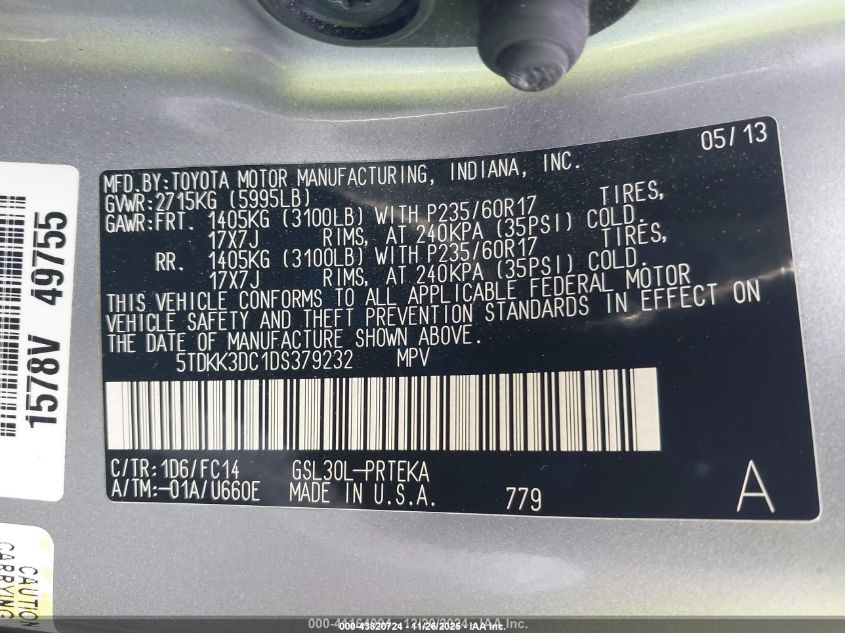 05/13
MFD.BY:TOYOTA MOTOR MANUFACTURING, INDIANA, INC.
GVWR:2715KG (5995LB)
GAWR:FRT. 1405KG (3100LB) WITH P235/60R17 TIRES,
17X7J RIMS, AT 240KPA (35PSI) COLD.
RR. 1405KG (3100LB) WITH P235/60R17 TIRES,
17X7J RIMS, AT 240KPA (35PSI) COLD.
THIS VEHICLE CONFORMS TO ALL APPLICABLE FEDERAL MOTOR
VEHICLE SAFETY AND THEFT PREVENTION STANDARDS IN EFFECT ON
THE DATE OF MANUFACTURE SHOWN ABOVE.
5TDKK3DC1DS379232 MPV
C/TR:1D6/FC14 GSL30L-PRTEKA
A/TM:-01A/U660E MADE IN U.S.A. 779 A
1578V 49755
CAUTION
CARRYING
000-43820724 - 11/26/2025 - IAA Inc.